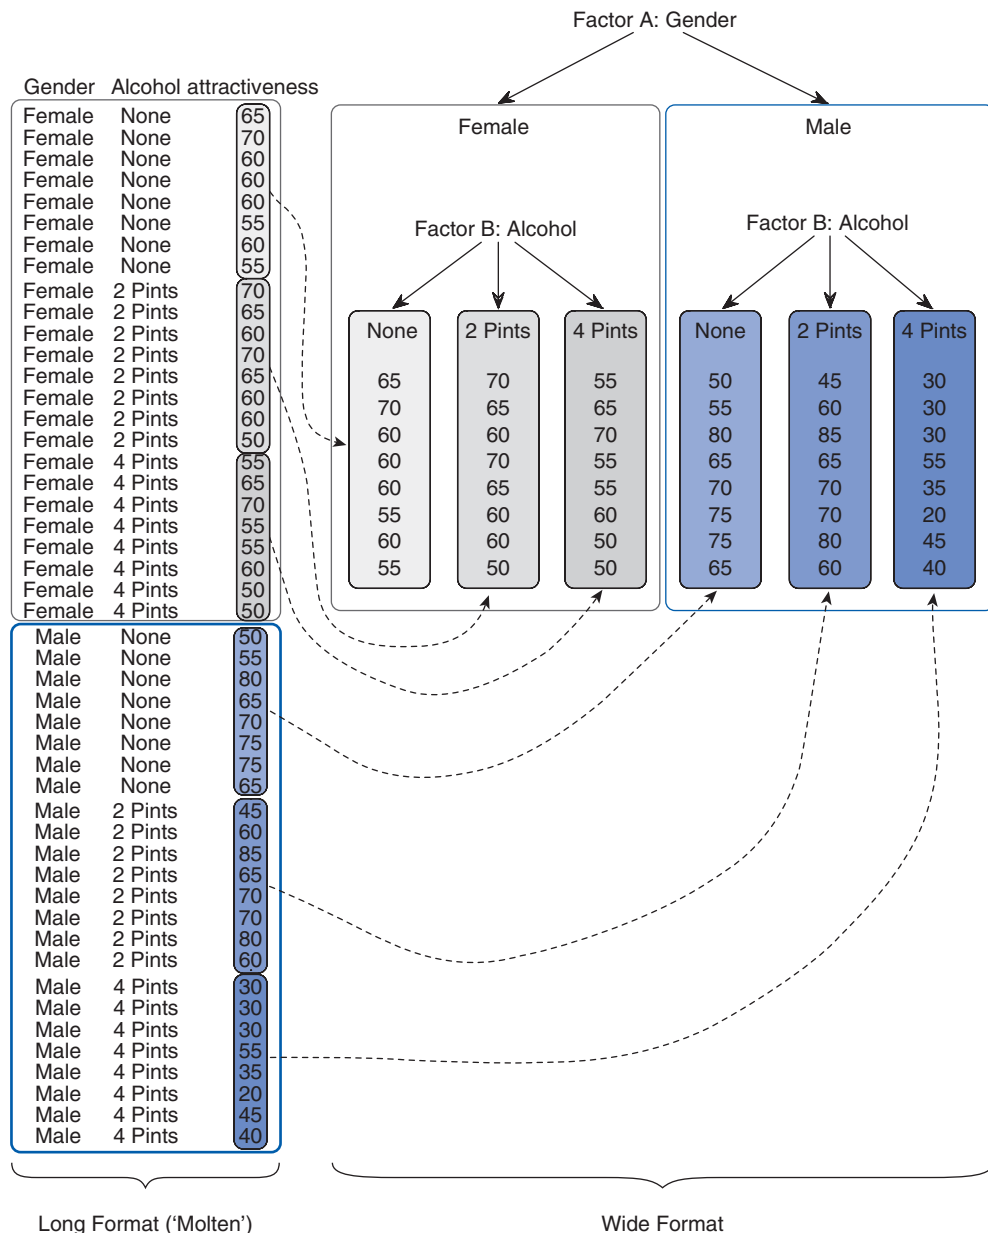 Factor A: Gender
Gender Alcohol attractiveness
Female None 65
Female None 70
Female None 60
Female None 60
Female None 60
Female None 55
Female None 60
Female None 55
Female 2 Pints 70
Female 2 Pints 65
Female 2 Pints 60
Female 2 Pints 70
Female 2 Pints 65
Female 2 Pints 60
Female 2 Pints 60
Female 2 Pints 50
Female 4 Pints 55
Female 4 Pints 65
Female 4 Pints 70
Female 4 Pints 55
Female 4 Pints 55
Female 4 Pints 60
Female 4 Pints 50
Female 4 Pints 50
Male None 50
Male None 55
Male None 80
Male None 65
Male None 70
Male None 75
Male None 75
Male None 65
Male 2 Pints 45
Male 2 Pints 60
Male 2 Pints 85
Male 2 Pints 65
Male 2 Pints 70
Male 2 Pints 70
Male 2 Pints 80
Male 2 Pints 60
Male 4 Pints 30
Male 4 Pints 30
Male 4 Pints 30
Male 4 Pints 55
Male 4 Pints 35
Male 4 Pints 20
Male 4 Pints 45
Male 4 Pints 40
Long Format (‘Molten’)
Female Male
Factor B: Alcohol Factor B: Alcohol
None 2 Pints 4 Pints None 2 Pints 4 Pints
65 70 55 50 45 30
70 65 65 55 60 30
60 60 70 80 85 30
60 70 55 65 65 55
60 65 55 70 70 35
55 60 60 75 70 20
60 60 50 75 80 45
55 50 50 65 60 40
Wide Format